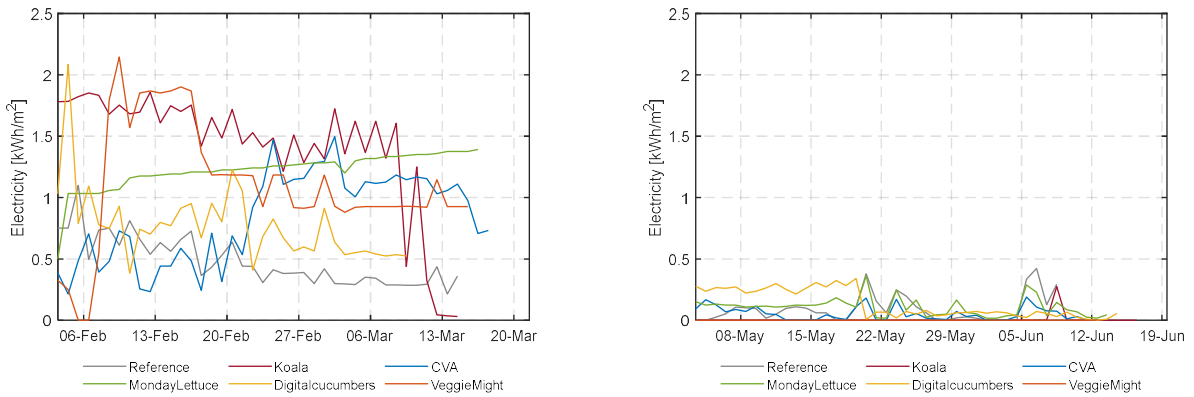 2.5
2
1.5
1
0.5
0
Electricity [kWh/m²]
06-Feb 13-Feb 20-Feb 27-Feb 06-Mar 13-Mar 20-Mar
Reference Koala CVA
MondayLettuce Digitalcucumbers VeggieMight
2.5
2
1.5
1
0.5
0
Electricity [kWh/m²]
08-May 15-May 22-May 29-May 05-Jun 12-Jun 19-Jun
Reference Koala CVA
MondayLettuce Digitalcucumbers VeggieMight